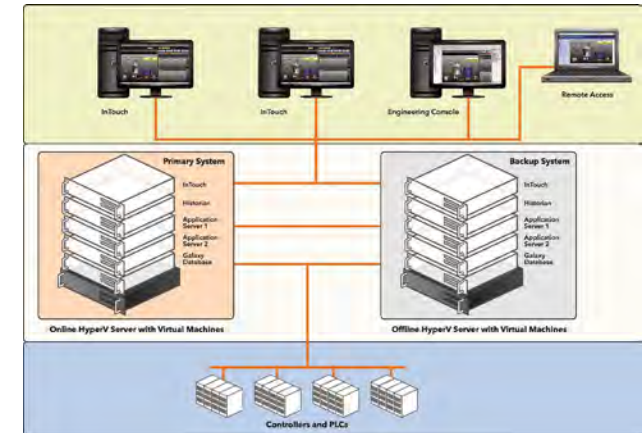 InTouch
InTouch
Engineering Console
Remote Access
Primary System
InTouch
Historian
Application
Server 1
Application
Server 2
Galaxy
Database
Online HyperV Server with Virtual Machines
Backup System
InTouch
Historian
Application
Server 1
Application
Server 2
Galaxy
Database
Offline HyperV Server with Virtual Machines
Controllers and PLCs